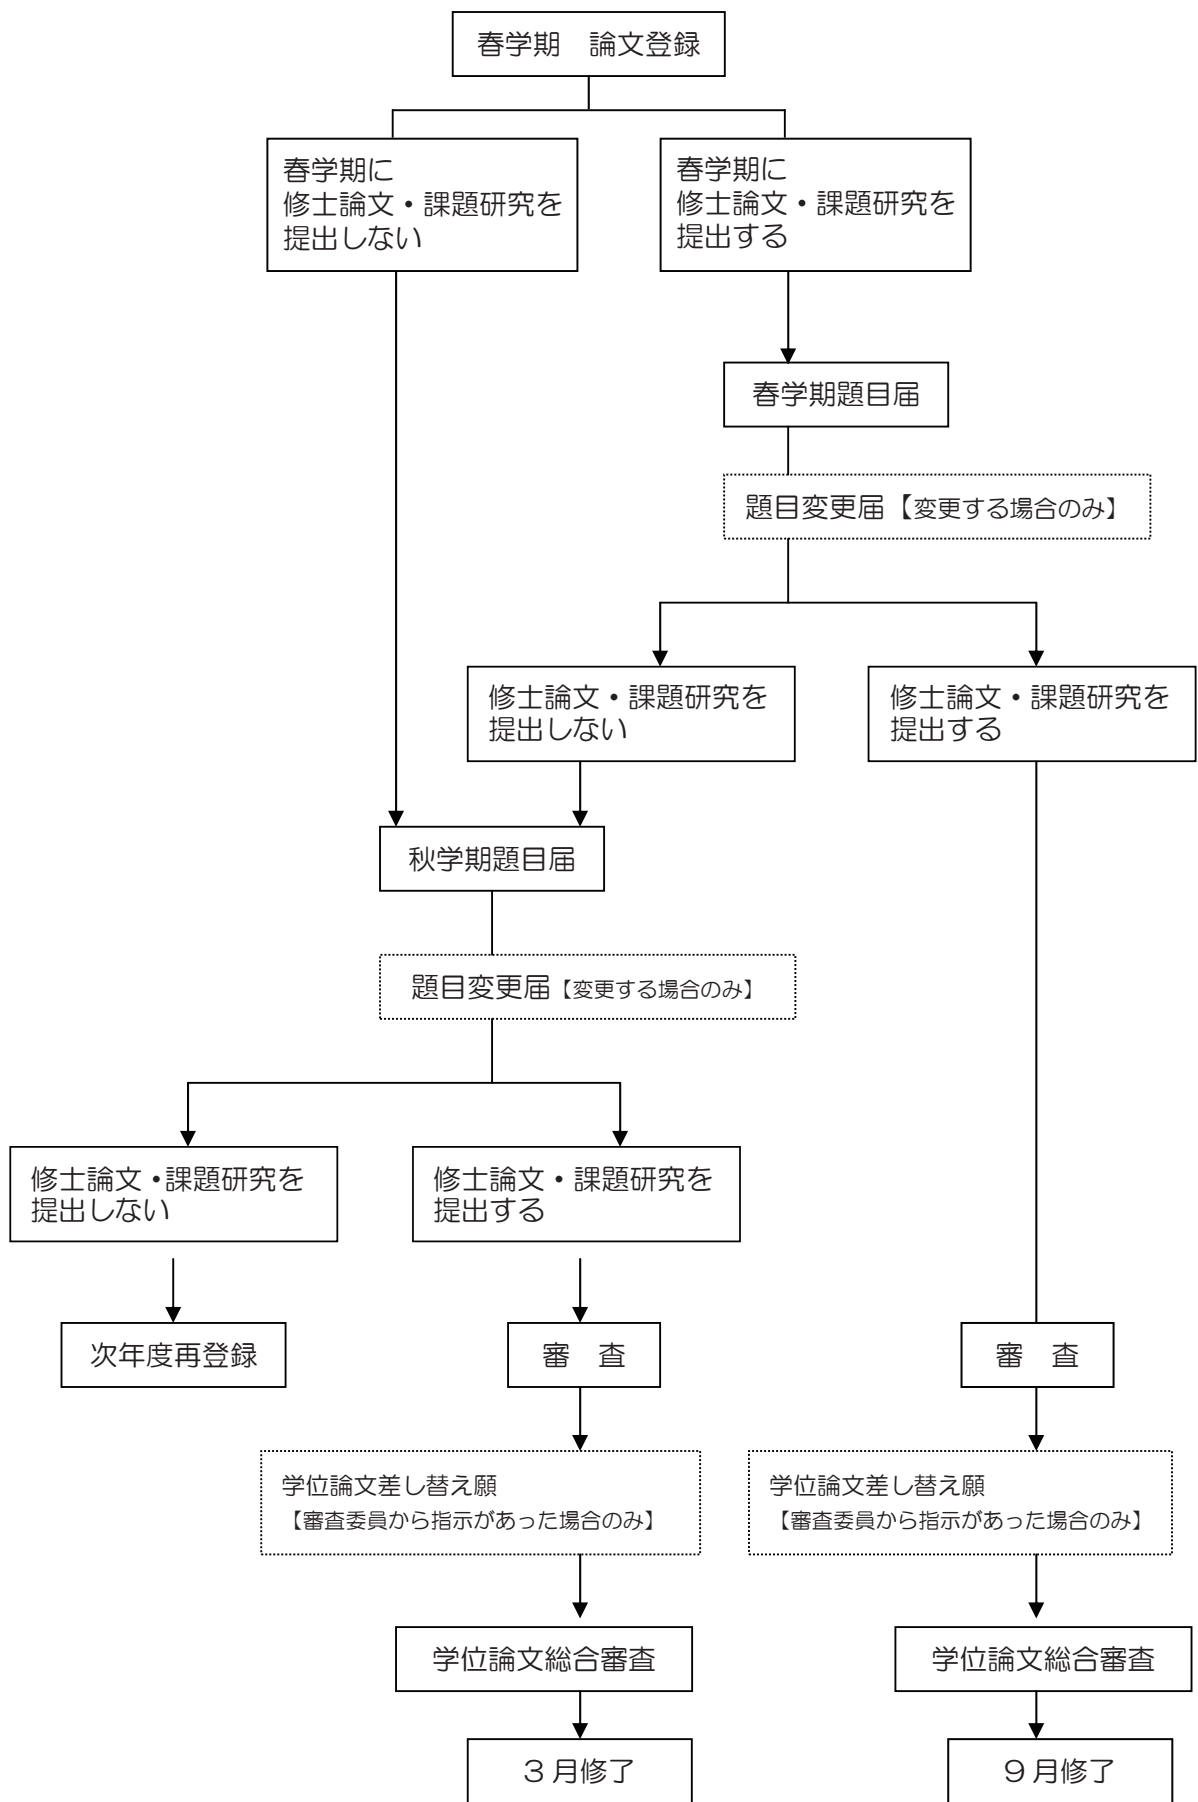 春学期　論文登録
春学期に
修士論文・課題研究を
提出しない
春学期に
修士論文・課題研究を
提出する
春学期題目届
題目変更届【変更する場合のみ】
修士論文・課題研究を
提出しない
修士論文・課題研究を
提出する
秋学期題目届
題目変更届【変更する場合のみ】
修士論文・課題研究を
提出しない
修士論文・課題研究を
提出する
次年度再登録
審　査
審　査
学位論文差し替え願
【審査委員から指示があった場合のみ】
学位論文差し替え願
【審査委員から指示があった場合のみ】
学位論文総合審査
学位論文総合審査
３月修了
９月修了